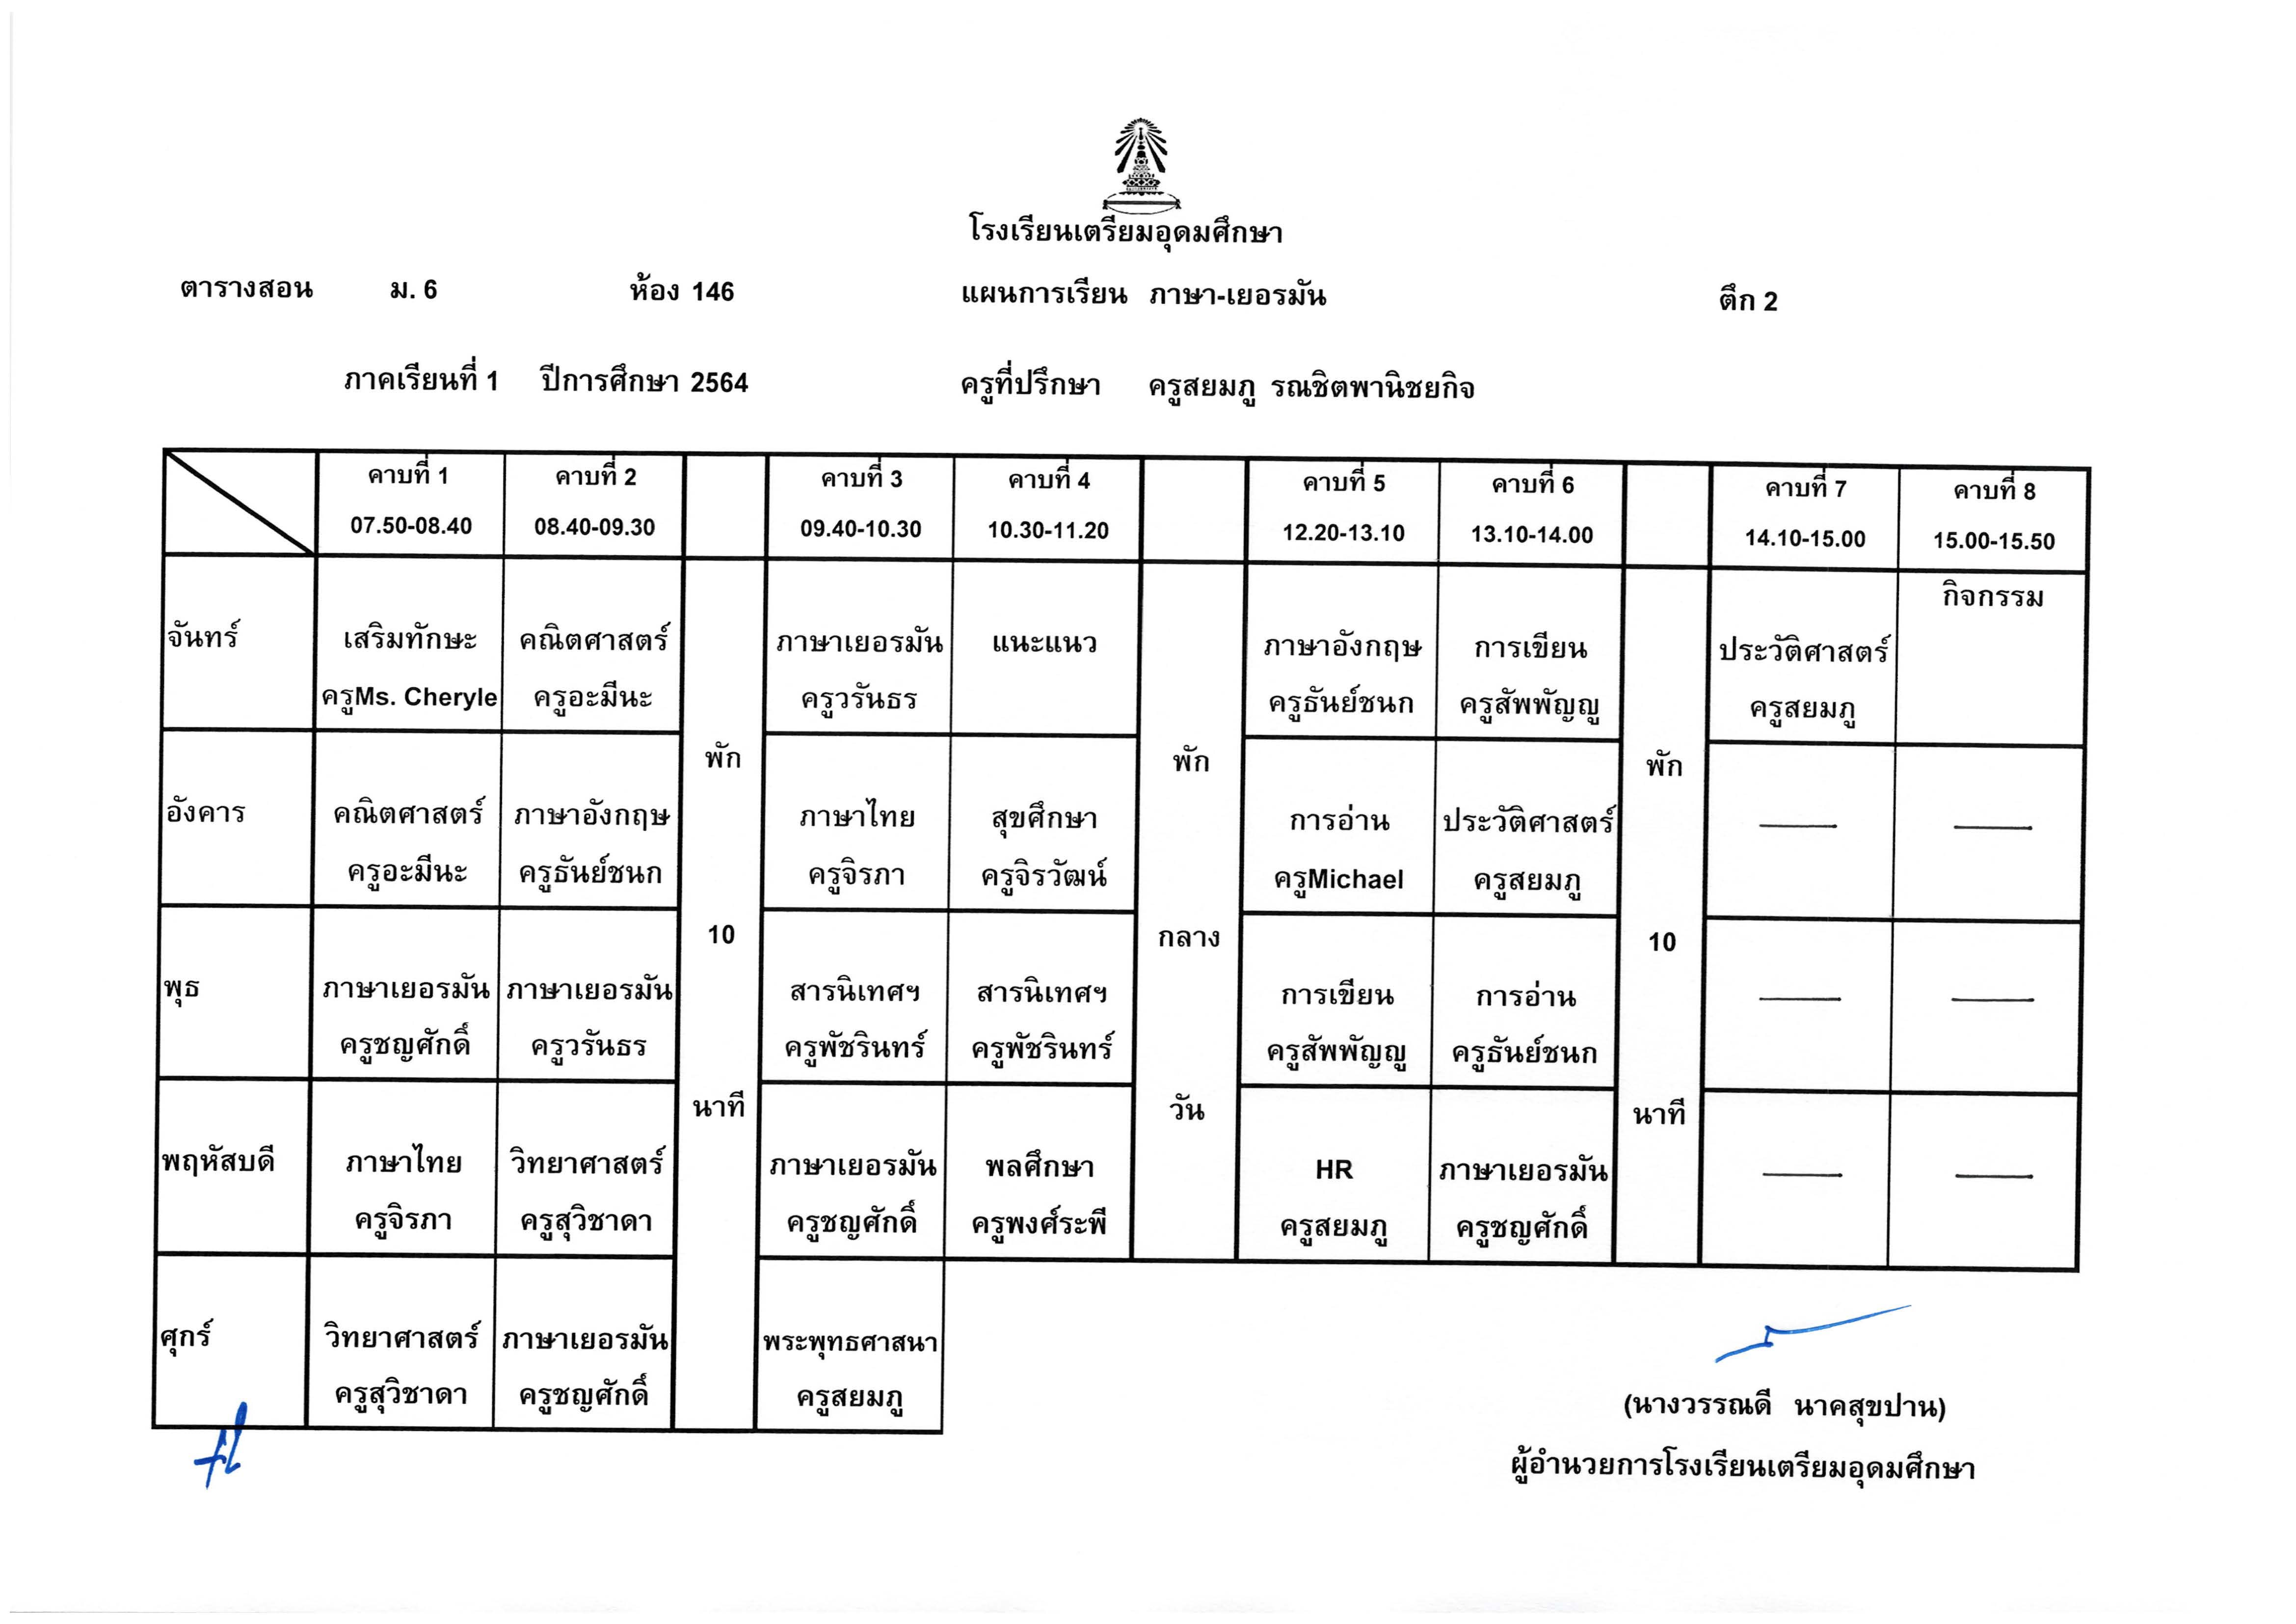 โรงเรียนเตรียมอุดมศึกษา
ตารางสอน ม. 6 ห้อง 146 แผนการเรียน ภาษา-เยอรมัน ตึก 2
ภาคเรียนที่ 1 ปีการศึกษา 2564 ครูที่ปรึกษา ครูสยมภู รณชิตพานิชยกิจ
คาบที่ 1 คาบที่ 2 คาบที่ 3 คาบที่ 4 คาบที่ 5 คาบที่ 6 คาบที่ 7 คาบที่ 8
07.50-08.40 08.40-09.30 09.40-10.30 10.30-11.20 12.20-13.10 13.10-14.00 14.10-15.00 15.00-15.50
กิจกรรม
จันทร์ เสริมทักษะ คณิตศาสตร์ ภาษาเยอรมัน แนะแนว ภาษาอังกฤษ การเขียน ประวัติศาสตร์
ครูMs. Cheryle ครูอะมีนะ ครูวรันธร ครูธันย์ชนก ครูสัพพัญญู ครูสยมภู
พัก พัก พัก
อังคาร คณิตศาสตร์ ภาษาอังกฤษ ภาษาไทย สุขศึกษา การอ่าน ประวัติศาสตร์
ครูอะมีนะ ครูธันย์ชนก ครูจิรภา ครูจิรวัฒน์ ครูMichael ครูสยมภู
10 กลาง 10
พุธ ภาษาเยอรมัน ภาษาเยอรมัน สารนิเทศฯ สารนิเทศฯ การเขียน การอ่าน
ครูชญศักดิ์ ครูวรันธร ครูพัชรินทร์ ครูพัชรินทร์ ครูสัพพัญญู ครูธันย์ชนก
นาที วัน นาที
พฤหัสบดี ภาษาไทย วิทยาศาสตร์ ภาษาเยอรมัน พลศึกษา HR ภาษาเยอรมัน
ครูจิรภา ครูสุวิชาดา ครูชญศักดิ์ ครูพงศ์ระพี ครูสยมภู ครูชญศักดิ์
ศุกร์ วิทยาศาสตร์ ภาษาเยอรมัน พระพุทธศาสนา
ครูสุวิชาดา ครูชญศักดิ์ ครูสยมภู
(นางวรรณดี นาคสุขปาน)
ผู้อำนวยการโรงเรียนเตรียมอุดมศึกษา